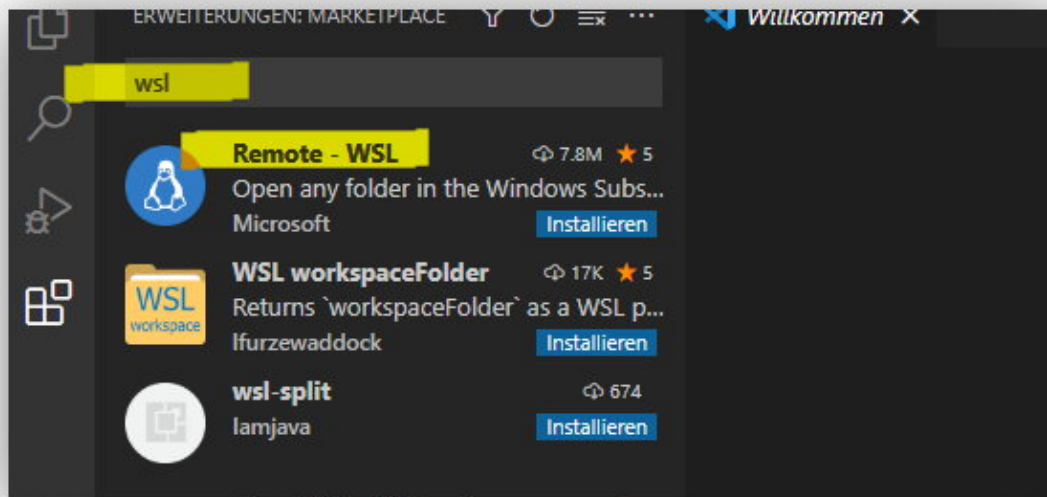 ERWEITERUNGEN: MARKETPLACE
Willkommen
wsl
Remote - WSL 7.8M 5
Open any folder in the Windows Subs...
Microsoft Installieren
WSL workspaceFolder 17K 5
WSL
workspace
Returns `workspaceFolder` as a WSL p...
lfurzewaddock Installieren
wsl-split 674
Iamjava Installieren